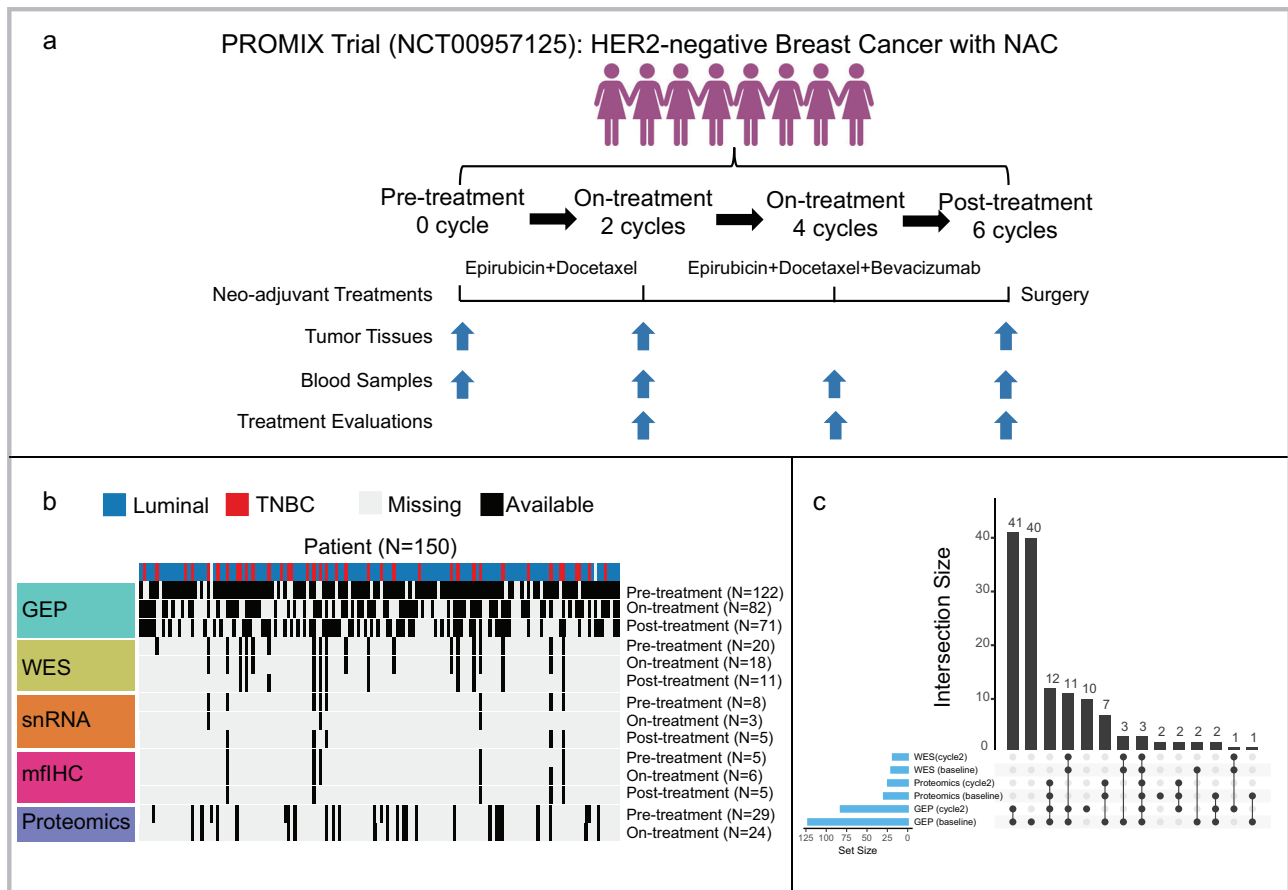 a
PROMIX Trial (NCT00957125): HER2-negative Breast Cancer with NAC
Pre-treatment
0 cycle
On-treatment
2 cycles
On-treatment
4 cycles
Post-treatment
6 cycles
Epirubicin+Docetaxel
Epirubicin+Docetaxel+Bevacizumab
Neo-adjuvant Treatments
Surgery
Tumor Tissues
Blood Samples
Treatment Evaluations
b
Luminal
TNBC
Missing
Available
Patient (N=150)
GEP
Pre-treatment (N=122)
On-treatment (N=82)
Post-treatment (N=71)
WES
Pre-treatment (N=20)
On-treatment (N=18)
Post-treatment (N=11)
snRNA
Pre-treatment (N=8)
On-treatment (N=3)
Post-treatment (N=5)
mfIHC
Pre-treatment (N=5)
On-treatment (N=6)
Post-treatment (N=5)
Proteomics
Pre-treatment (N=29)
On-treatment (N=24)
c
Intersection Size
40
30
20
10
0
41 40 12 11 10 7 3 3 2 2 2 2 1 1
WES(cycle2)
WES (baseline)
Proteomics (cycle2)
Proteomics (baseline)
GEP (cycle2)
GEP (baseline)
125 100 75 50 25 0
Set Size